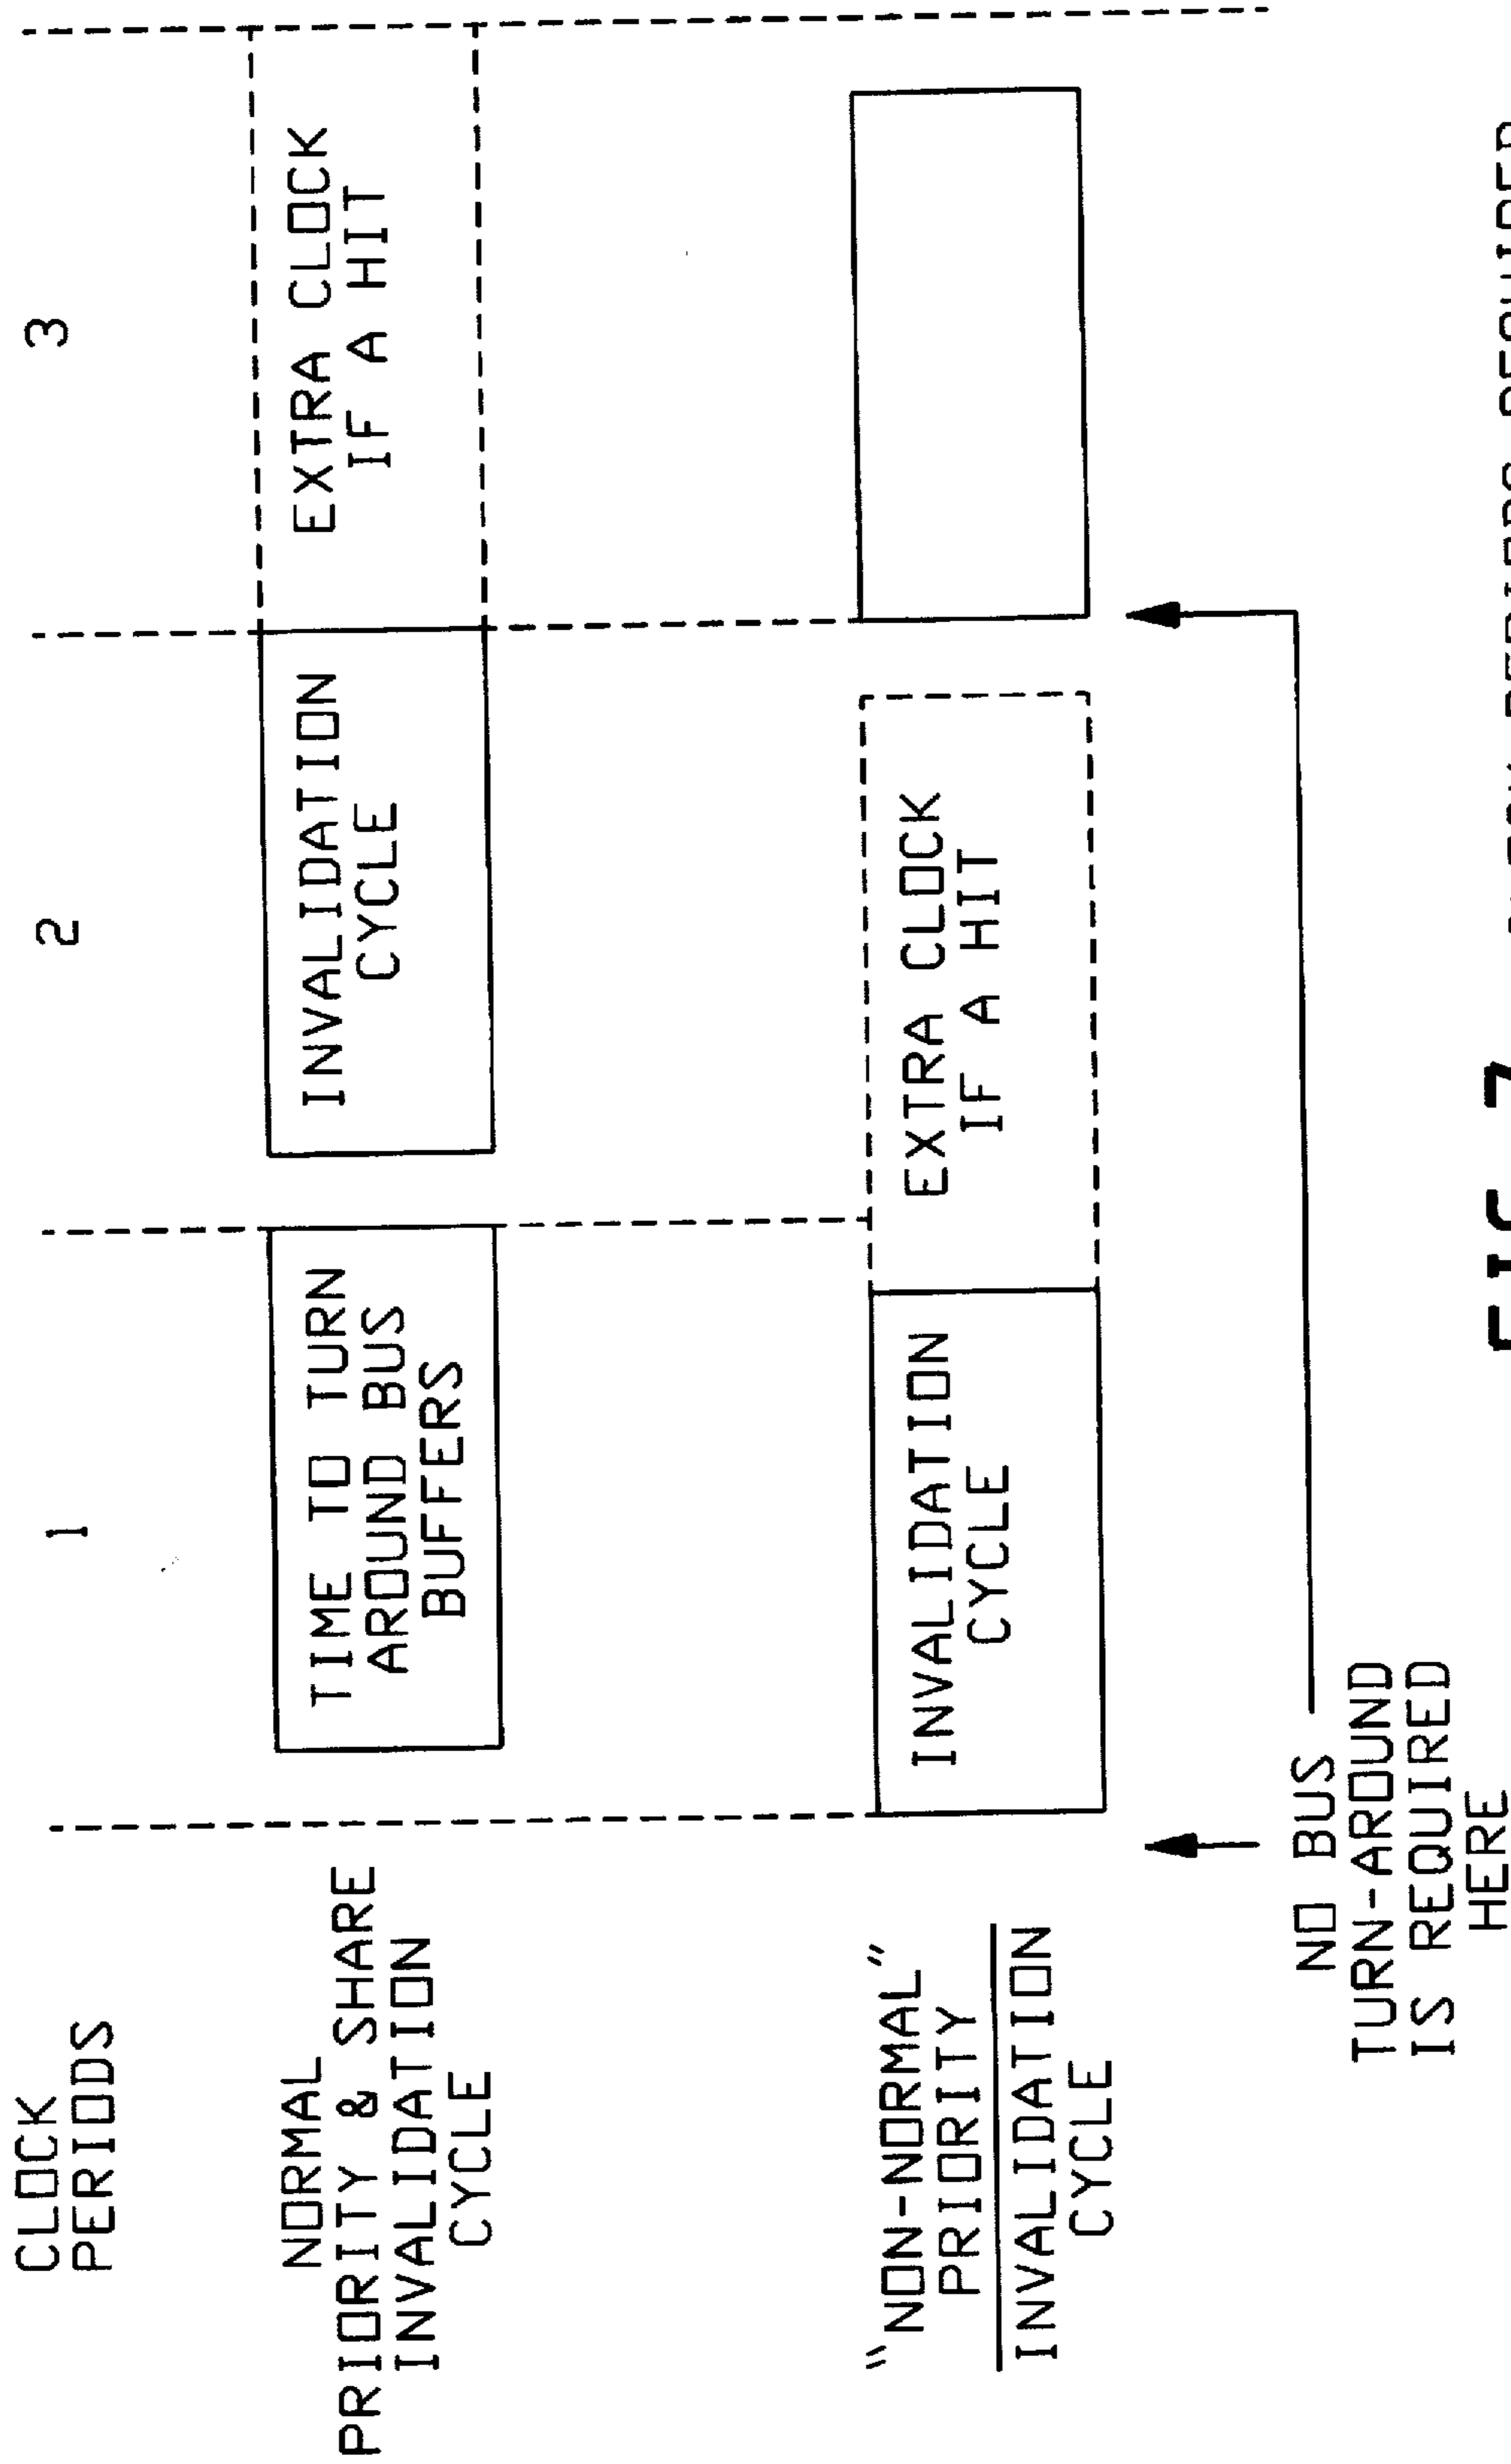 CLOCK
PERIODS
1
2
3
NORMAL
PRIORITY & SHARE
INVALIDATION
CYCLE
TIME TO TURN
AROUND BUS
BUFFERS
INVALIDATION
CYCLE
EXTRA CLOCK
IF A HIT
"NON-NORMAL"
PRIORITY
INVALIDATION
CYCLE
INVALIDATION
CYCLE
EXTRA CLOCK
IF A HIT
NO BUS
TURN-AROUND
IS REQUIRED
HERE